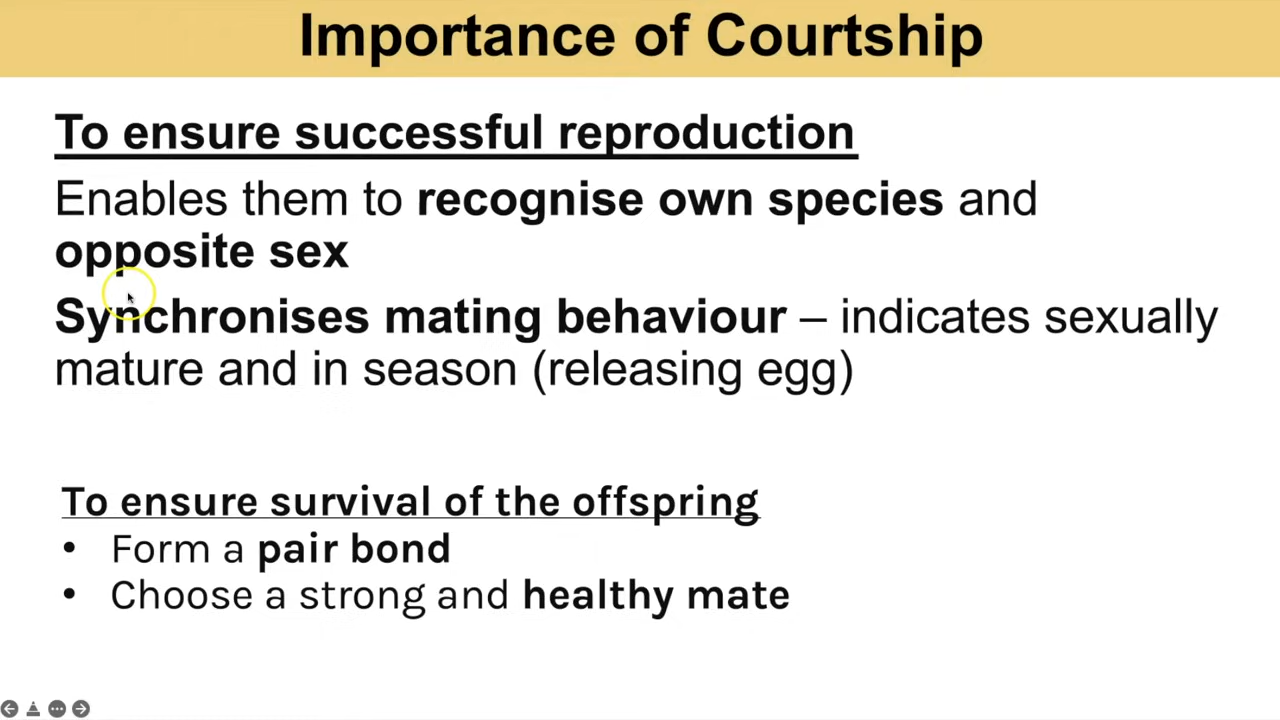 Importance of Courtship
To ensure successful reproduction
Enables them to recognise own species and
opposite sex
Synchronises mating behaviour – indicates sexually
mature and in season (releasing egg)
To ensure survival of the offspring
• Form a pair bond
• Choose a strong and healthy mate